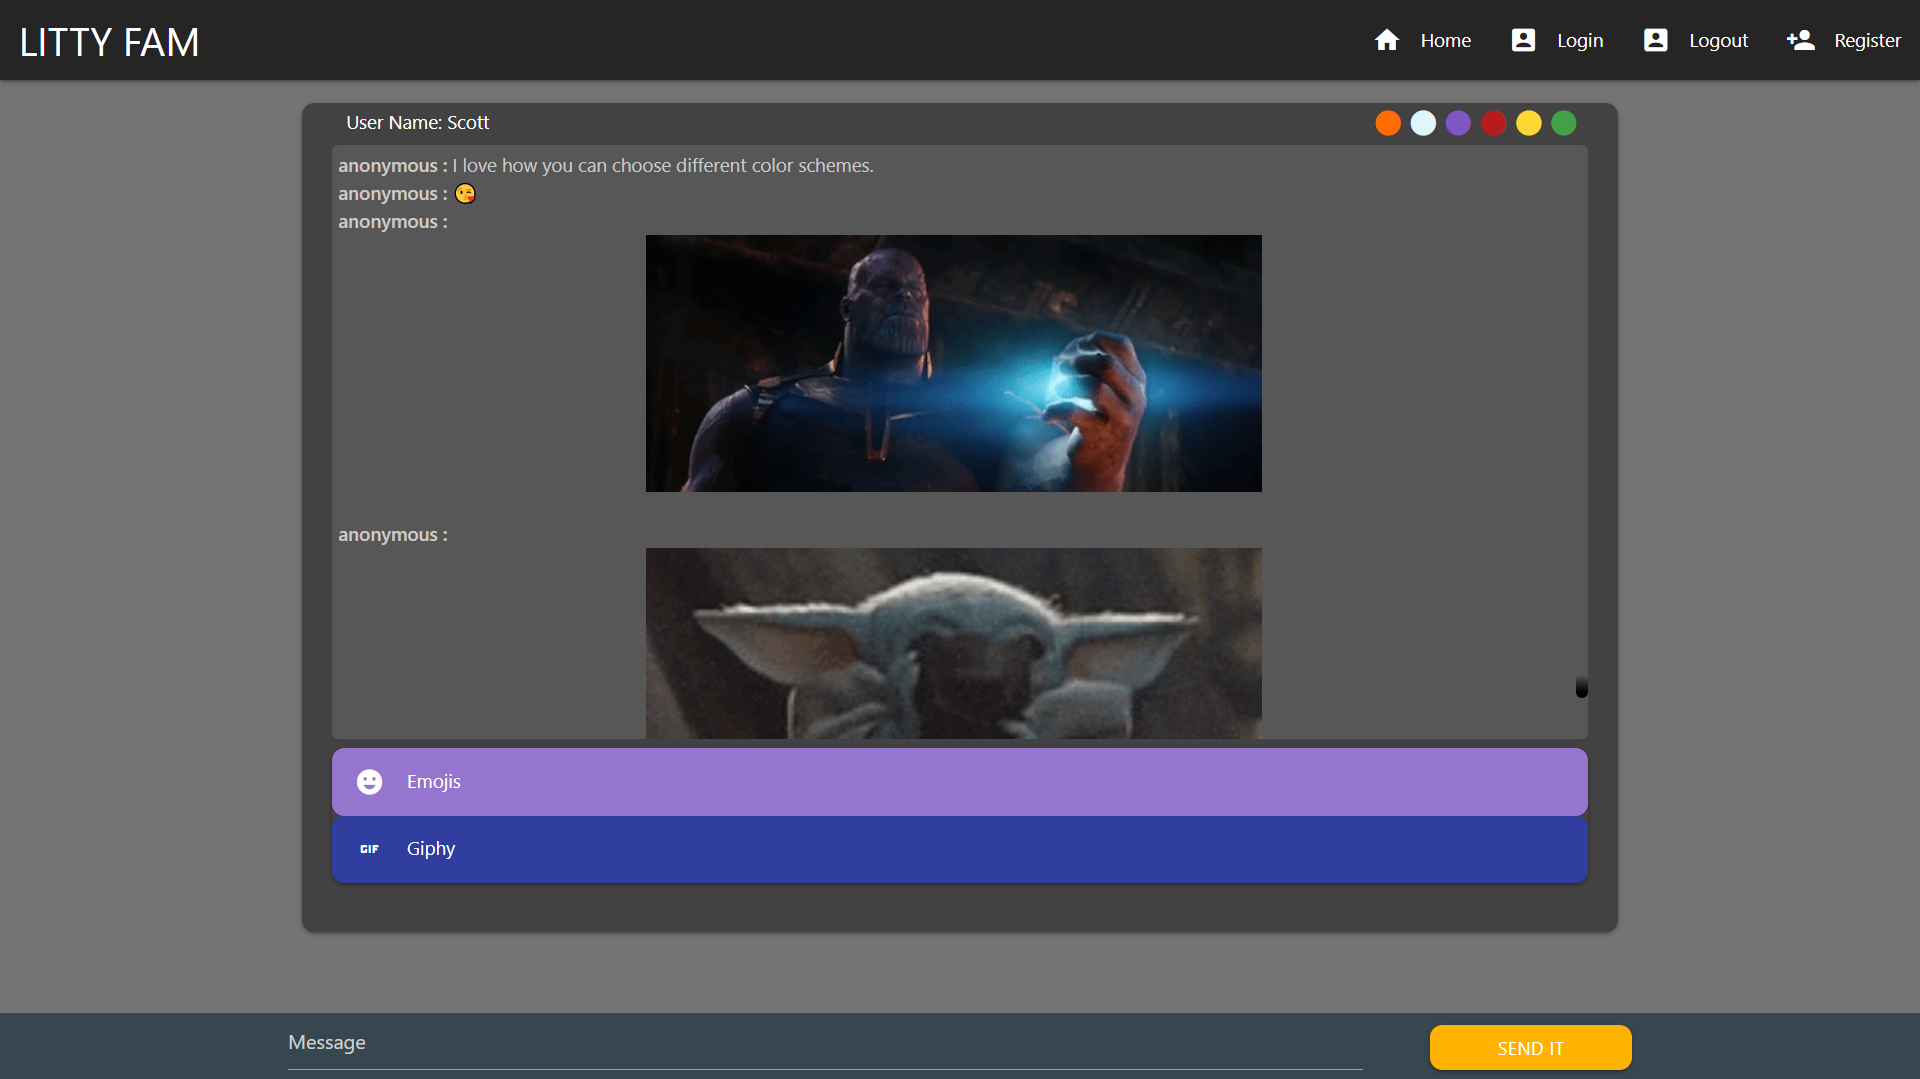 LITTY FAM
Home
Login
Logout
Register
User Name: Scott
anonymous : I love how you can choose different color schemes.
anonymous : 😘
anonymous :
anonymous :
Emojis
GIF Giphy
Message
SEND IT